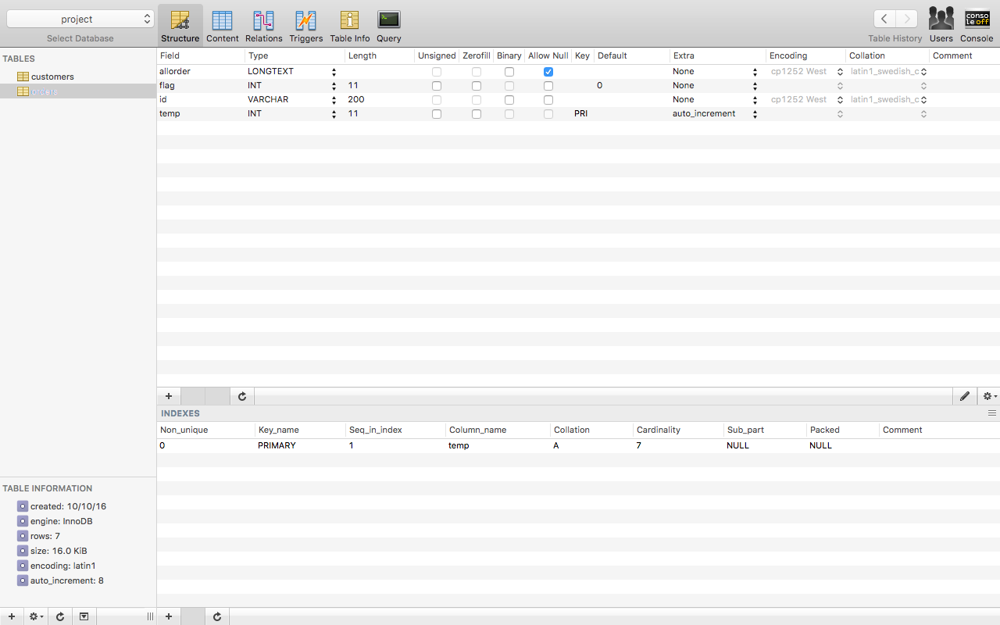 project
Select Database
Structure Content Relations Triggers Table Info Query
Table History Users Console
conso
le off
TABLES
customers
orders
Field Type Length Unsigned Zerofill Binary Allow Null Key Default Extra Encoding Collation Comment
allorder LONGTEXT None cp1252 West latin1_swedish_c
flag INT 11 0 None
id VARCHAR 200 None cp1252 West latin1_swedish_c
temp INT 11 PRI auto_increment
INDEXES
Non_unique Key_name Seq_in_index Column_name Collation Cardinality Sub_part Packed Comment
0 PRIMARY 1 temp A 7 NULL NULL
TABLE INFORMATION
created: 10/10/16
engine: InnoDB
rows: 7
size: 16.0 KiB
encoding: latin1
auto_increment: 8